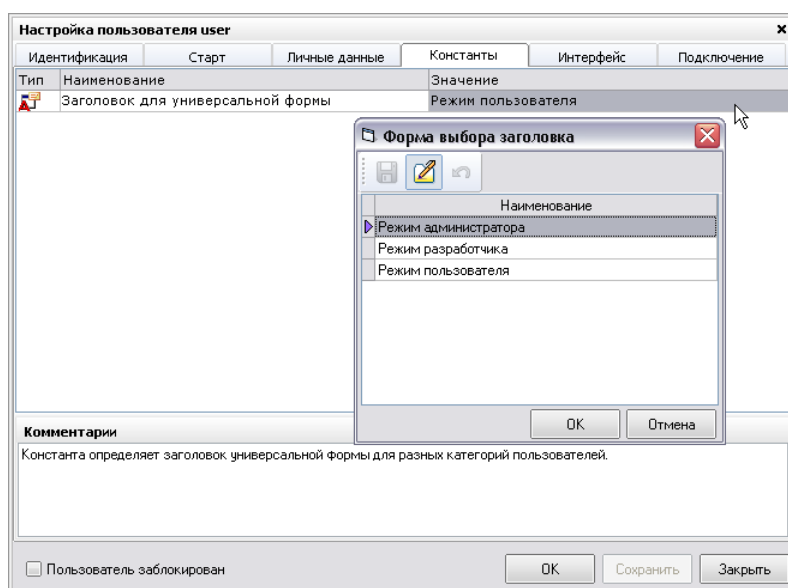 Настройка пользователя user
Идентификация Старт Личные данные Константы Интерфейс Подключение
Тип Наименование Значение
Заголовок для универсальной формы Режим пользователя
Форма выбора заголовка
Наименование
Режим администратора
Режим разработчика
Режим пользователя
OK Отмена
Комментарии
Константа определяет заголовок универсальной формы для разных категорий пользователей.
Пользователь заблокирован OK Сохранить Закрыть